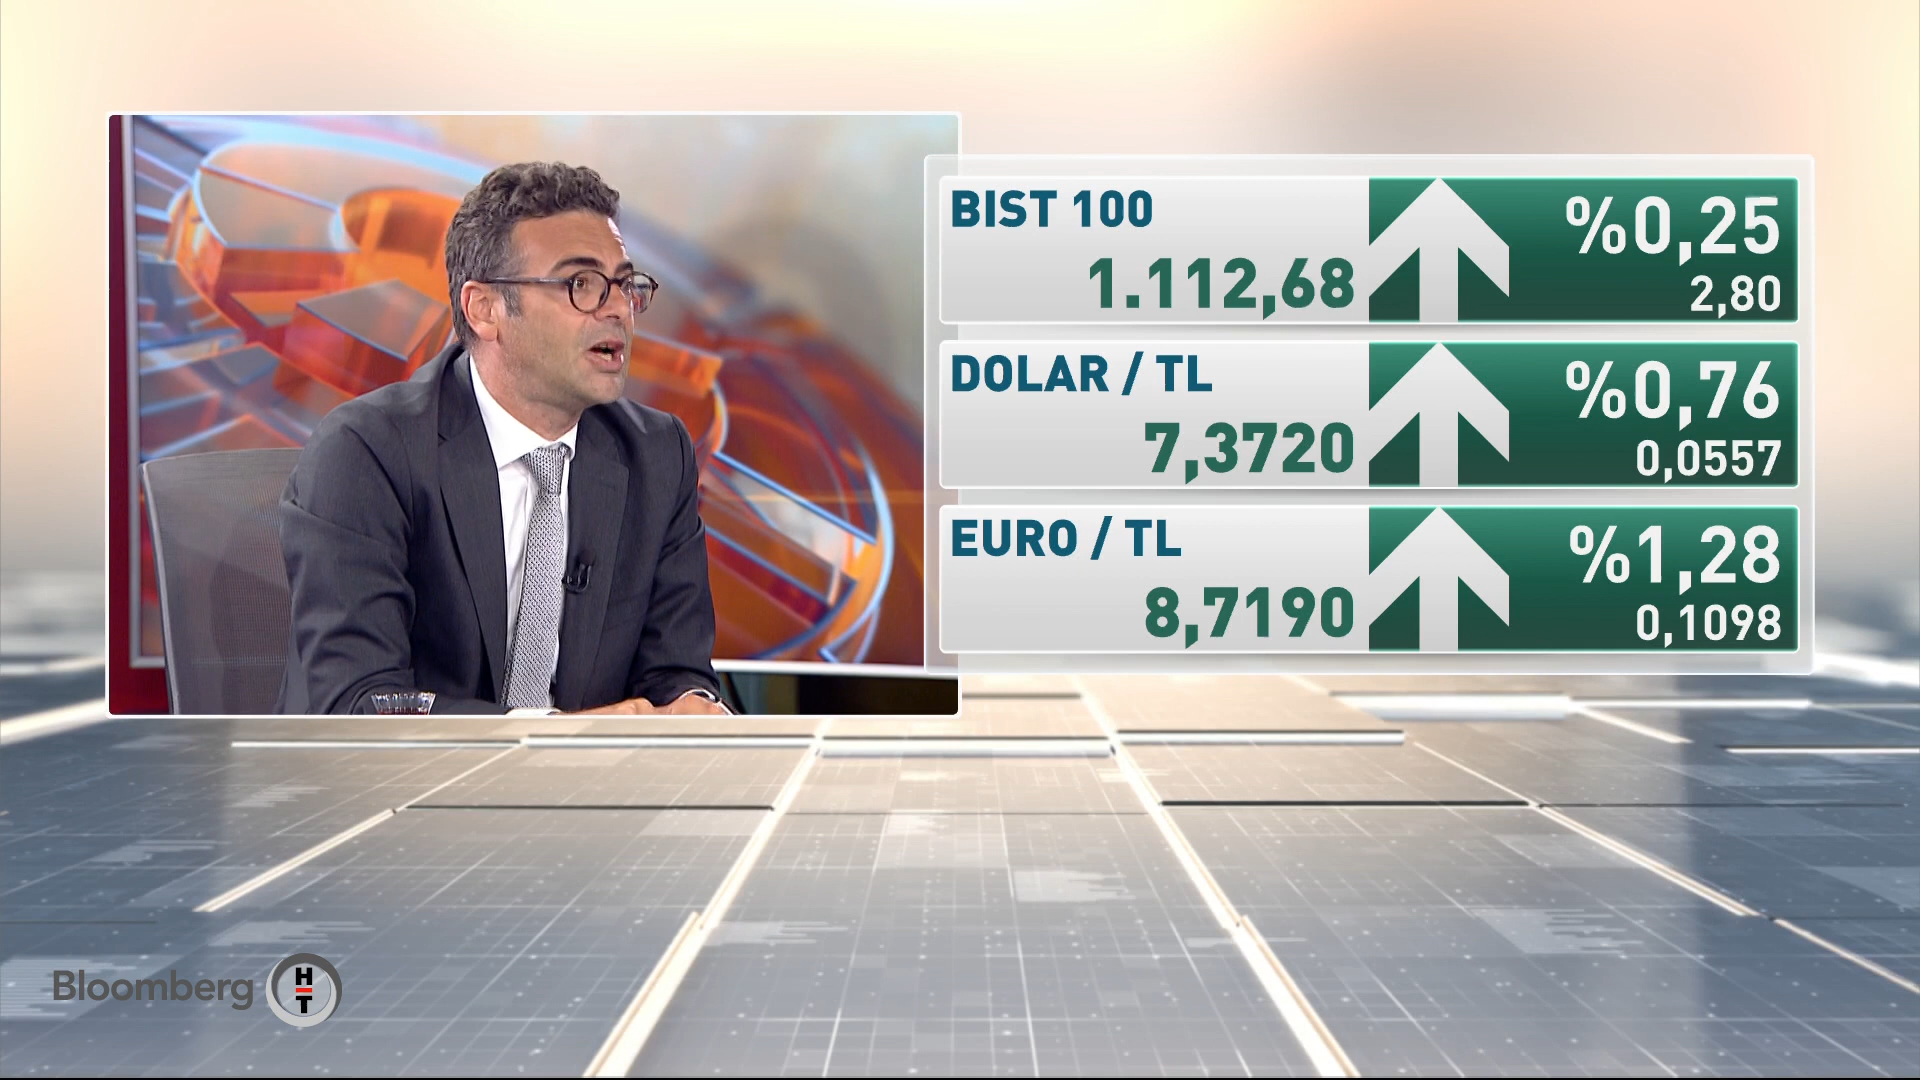 BIST 100
1.112,68
%0,25
2,80
DOLAR / TL
7,3720
%0,76
0,0557
EURO / TL
8,7190
%1,28
0,1098
Bloomberg HT